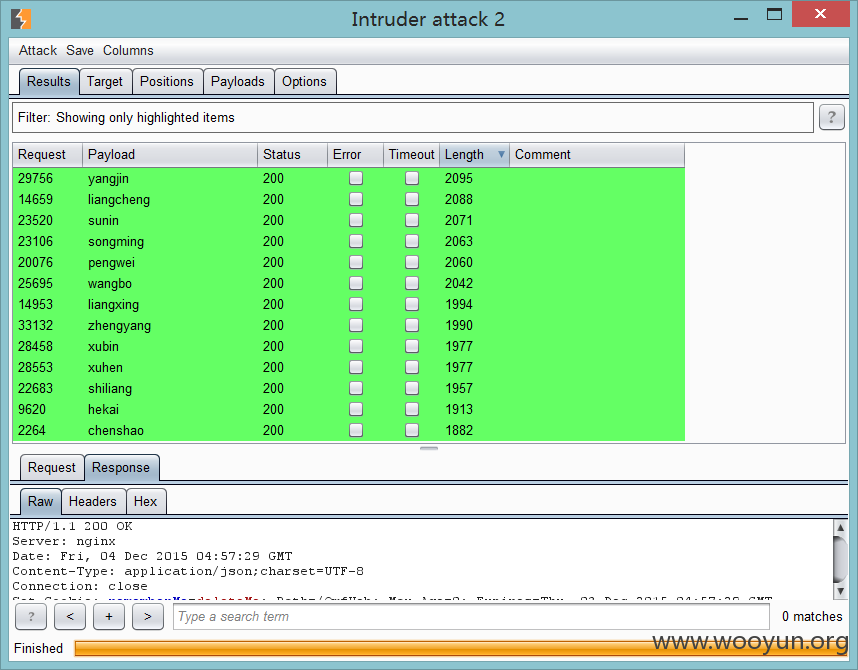 Intruder attack 2
Attack Save Columns
Results Target Positions Payloads Options
Filter: Showing only highlighted items ?
Request Payload Status Error Timeout Length Comment
29756 yangjin 200 2095
14659 liangcheng 200 2088
23520 sunin 200 2071
23106 songming 200 2063
20076 pengwei 200 2060
25695 wangbo 200 2042
14953 liangxing 200 1994
33132 zhengyang 200 1990
28458 xubin 200 1977
28553 xuhen 200 1977
22683 shiliang 200 1957
9620 hekai 200 1913
2264 chenshao 200 1882
Request Response
Raw Headers Hex
HTTP/1.1 200 OK
Server: nginx
Date: Fri, 04 Dec 2015 04:57:29 GMT
Content-Type: application/json;charset=UTF-8
Connection: close
? < + > Type a search term 0 matches
Finished
www.wooyun.org